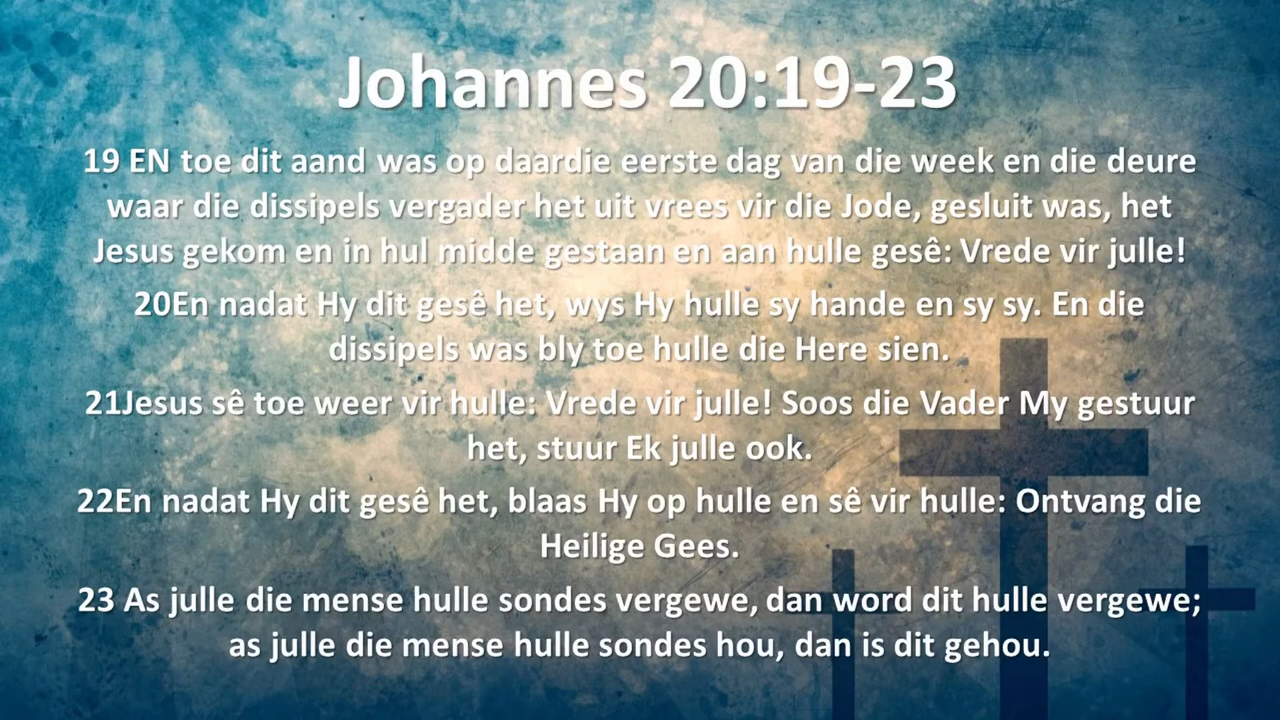 Johannes 20:19-23
19 EN toe dit aand was op daardie eerste dag van die week en die deure
waar die dissipels vergader het uit vrees vir die Jode, gesluit was, het
Jesus gekom en in hul midde gestaan en aan hulle gesê: Vrede vir julle!
20En nadat Hy dit gesê het, wys Hy hulle sy hande en sy sy. En die
dissipels was bly toe hulle die Here sien.
21Jesus sê toe weer vir hulle: Vrede vir julle! Soos die Vader My gestuur
het, stuur Ek julle ook.
22En nadat Hy dit gesê het, blaas Hy op hulle en sê vir hulle: Ontvang die
Heilige Gees.
23 As julle die mense hulle sondes vergewe, dan word dit hulle vergewe;
as julle die mense hulle sondes hou, dan is dit gehou.